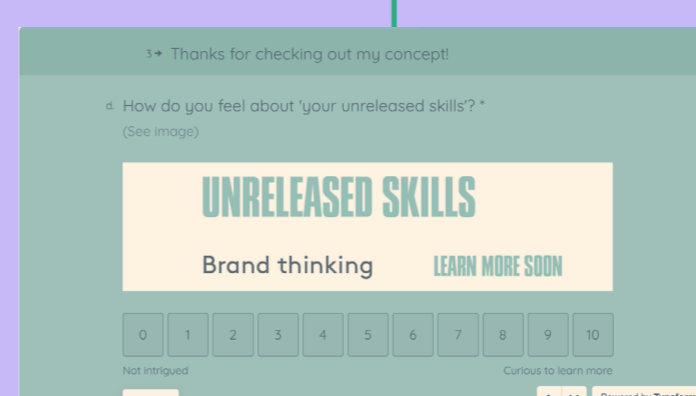 3→ Thanks for checking out my concept!
d. How do you feel about 'your unreleased skills'? *
(See image)
UNRELEASED SKILLS
Brand thinking LEARN MORE SOON
0 1 2 3 4 5 6 7 8 9 10
Not intrigued Curious to learn more